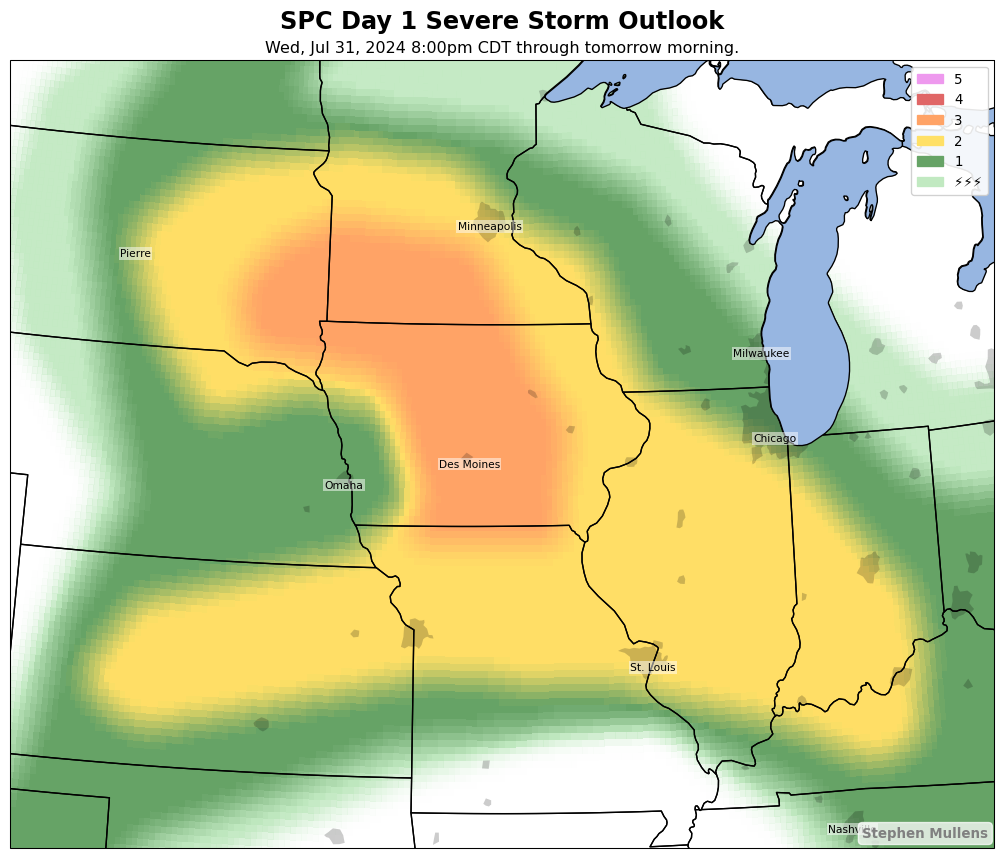 SPC Day 1 Severe Storm Outlook
Wed, Jul 31, 2024 8:00pm CDT through tomorrow morning.
5
4
3
2
1
⚡⚡⚡
Minneapolis
Pierre
Milwaukee
Chicago
Des Moines
Omaha
St. Louis
Stephen Mullens